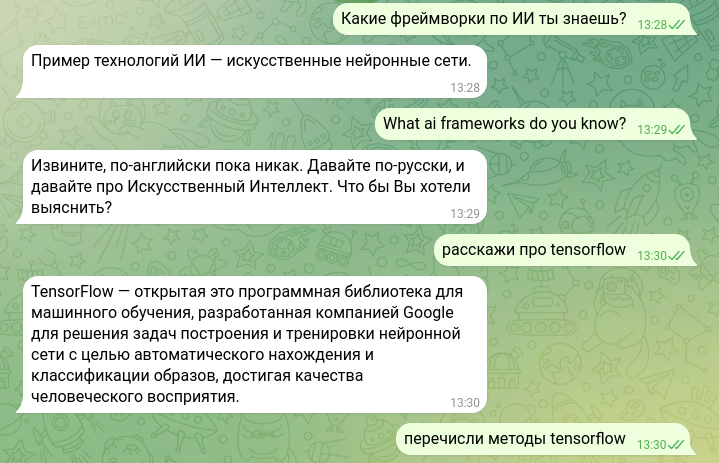 Какие фреймворки по ИИ ты знаешь? 13:28
Пример технологий ИИ — искусственные нейронные сети.
13:28
What ai frameworks do you know? 13:29
Извините, по-английски пока никак. Давайте по-русски, и
давайте про Искусственный Интеллект. Что бы Вы хотели
выяснить? 13:29
расскажи про tensorflow 13:30
TensorFlow — открытая это программная библиотека для
машинного обучения, разработанная компанией Google
для решения задач построения и тренировки нейронной
сети с целью автоматического нахождения и
классификации образов, достигая качества
человеческого восприятия. 13:30
перечисли методы tensorflow 13:30